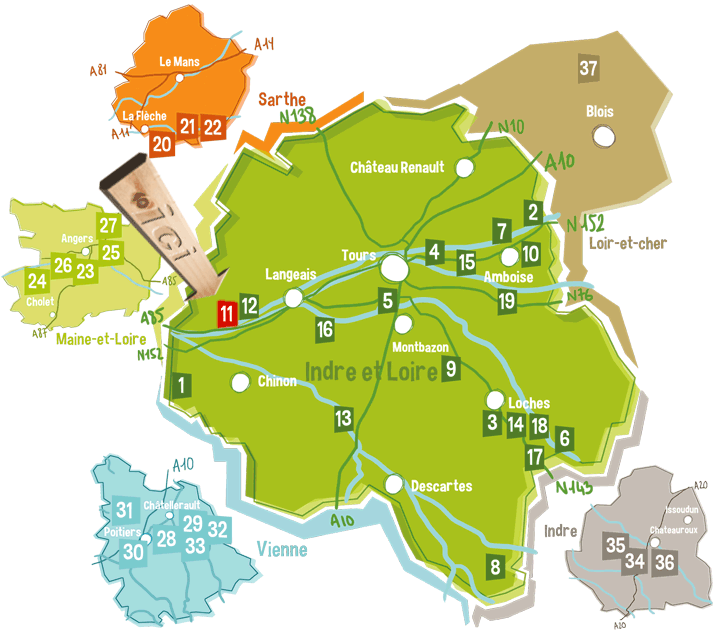 Le Mans
A81
A14
La Flèche
A11
20
21
22
Sarthe
N138
37
Blois
Loir-et-cher
N10
A10
Château Renault
ici
27
Angers
25
26
23
24
Cholet
A85
A87
Maine-et-Loire
2
7
N152
4
15
10
Tours
Amboise
Langeais
11
12
5
16
19
N76
A85
N152
Montbazon
Indre et Loire
9
1
Chinon
13
Loches
3
14
18
6
17
N143
Descartes
A10
8
A10
31
Châtellerault
Poitiers
29
32
28
30
33
Vienne
Indre
A20
Issoudun
Chateauroux
35
34
36
A20